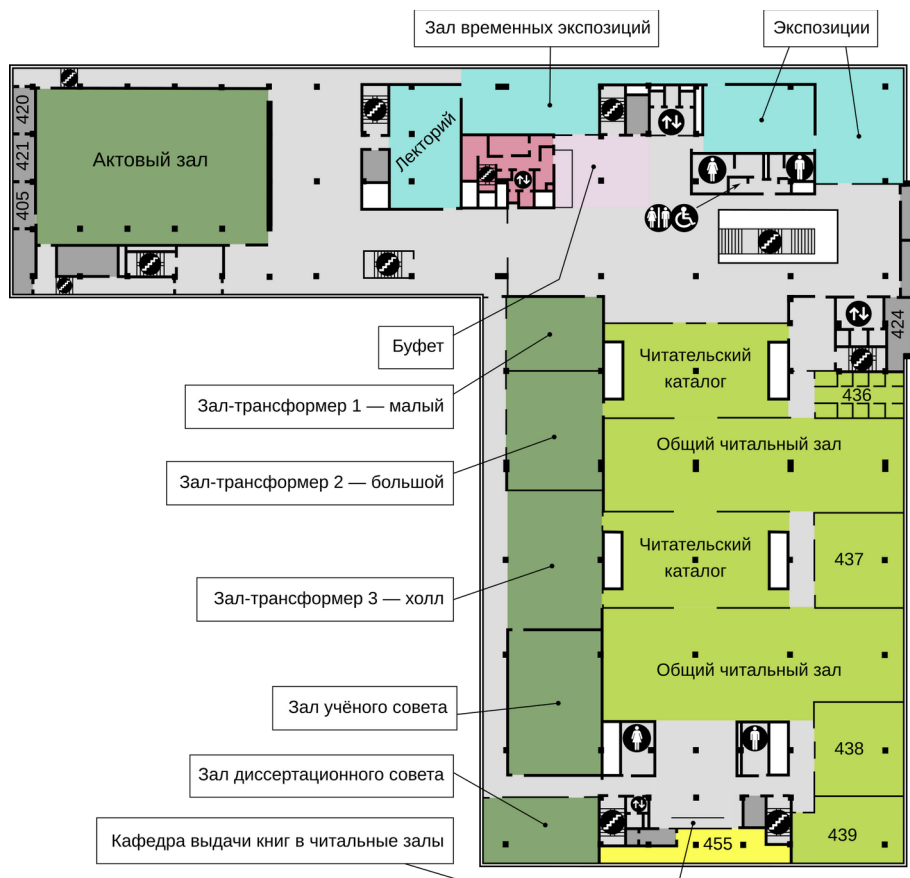 Зал временных экспозиций
Экспозиции
420
421
405
Актовый зал
Лекторий
Буфет
424
Зал-трансформер 1 — малый
Читательский
каталог
436
Зал-трансформер 2 — большой
Общий читальный зал
Читательский
каталог
437
Зал-трансформер 3 — холл
Общий читальный зал
Зал учёного совета
438
Зал диссертационного совета
Кафедра выдачи книг в читальные залы
455
439